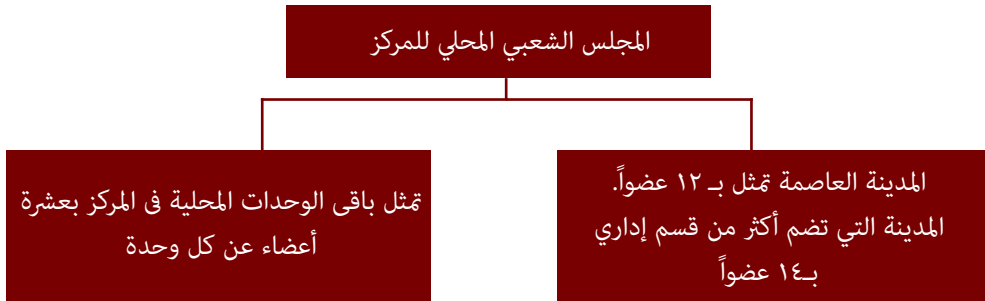 المجلس الشعبي المحلي للمركز
المدينة العاصمة تمثل بـ ١٢ عضواً.
المدينة التي تضم أكثر من قسم إداري
بـ١٤ عضواً
تمثل باقى الوحدات المحلية فى المركز بعشرة
أعضاء عن كل وحدة